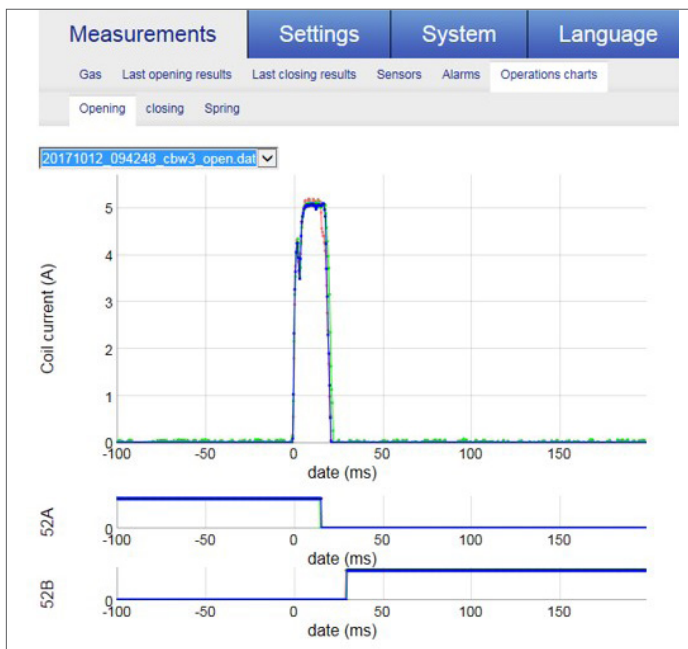 Measurements Settings System Language
Gas Last opening results Last closing results Sensors Alarms Operations charts
Opening closing Spring
20171012_094248_cbw3_open.dat
5
4
3
2
1
0
Coil current (A)
-100 -50 0 50 100 150
date (ms)
52A
0
-100 -50 0 50 100 150
date (ms)
52B
0
-100 -50 0 50 100 150
date (ms)